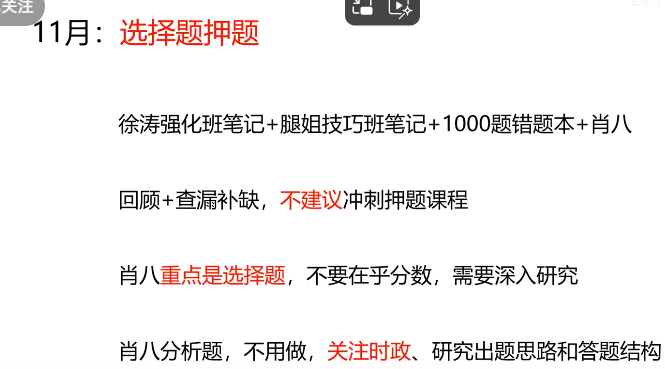 关注
11月：选择题押题
徐涛强化班笔记+腿姐技巧班笔记+1000题错题本+肖八
回顾+查漏补缺，不建议冲刺押题课程
肖八重点是选择题，不要在乎分数，需要深入研究
肖八分析题，不用做，关注时政、研究出题思路和答题结构